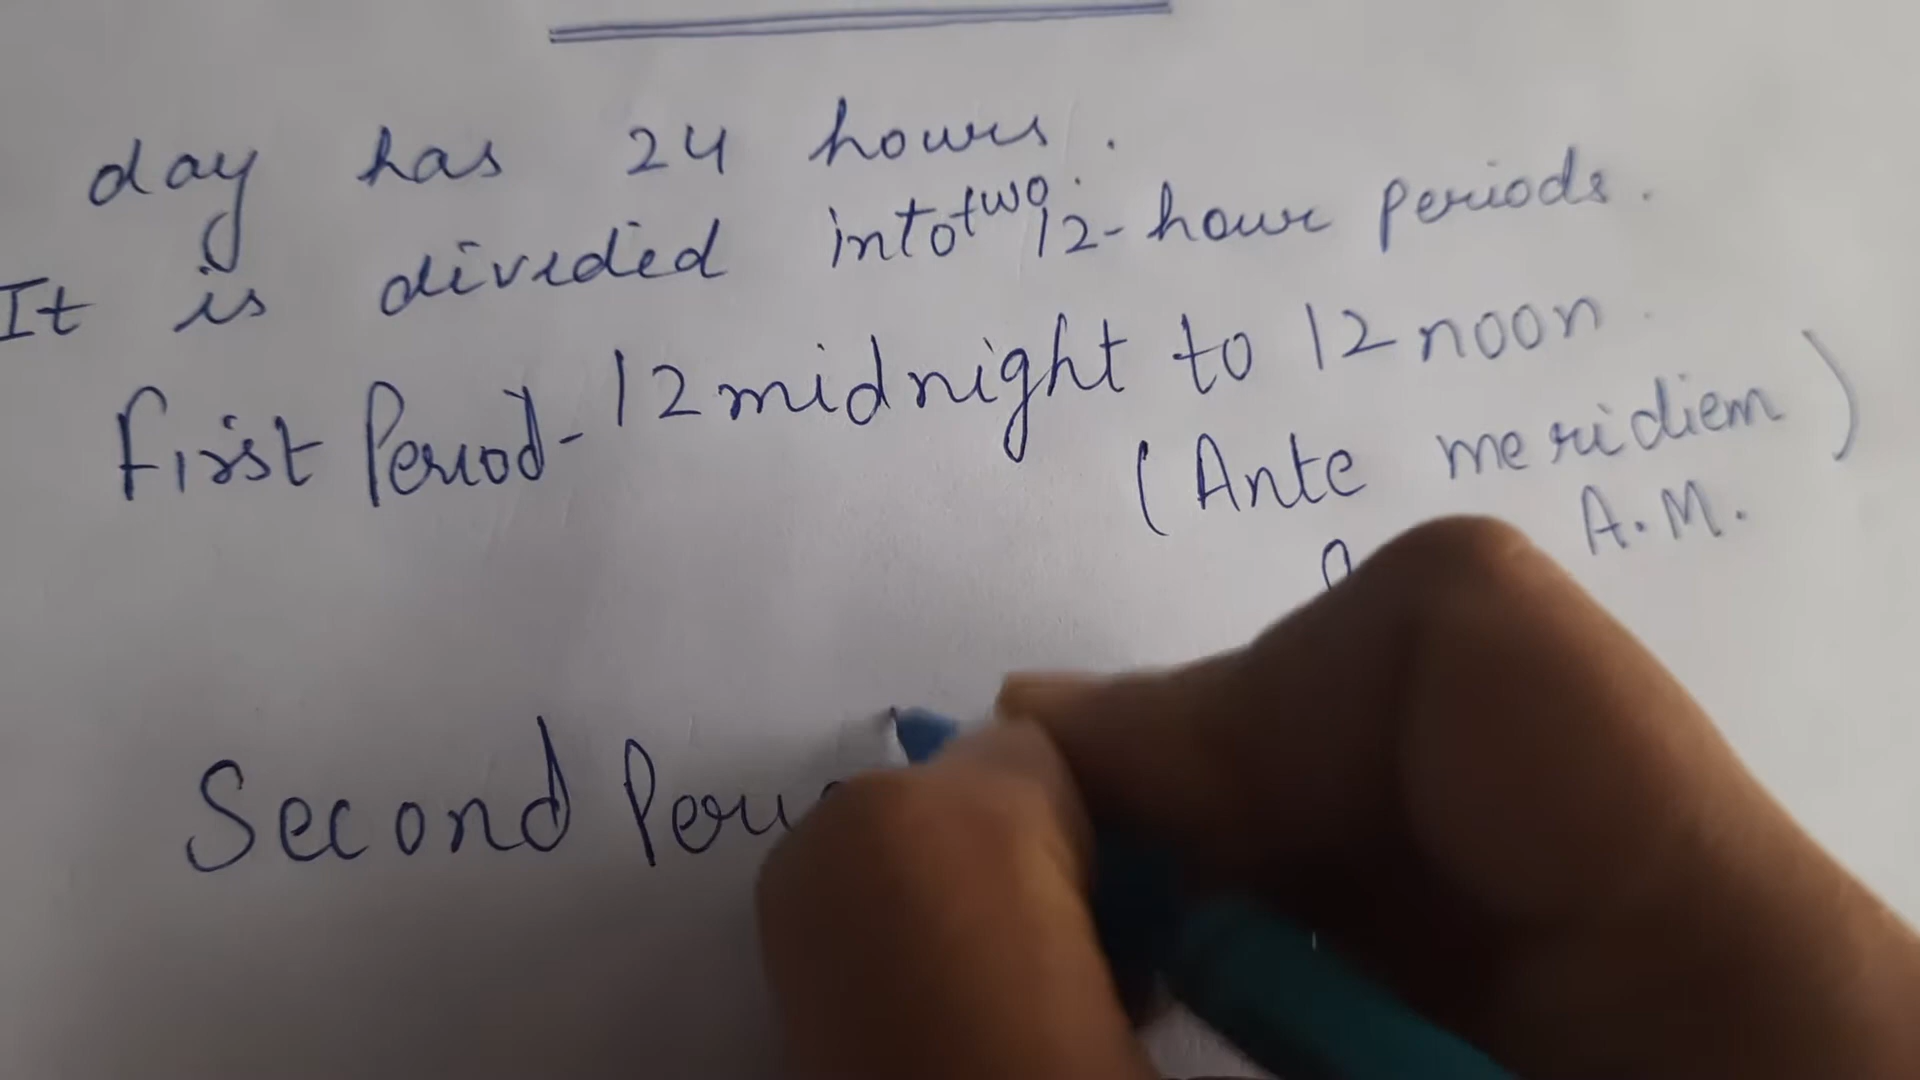 day has 24 hours.
It is divided into two 12-hour periods.
First Period - 12 midnight to 12 noon
(Ante meridiem)
A.M.
Second